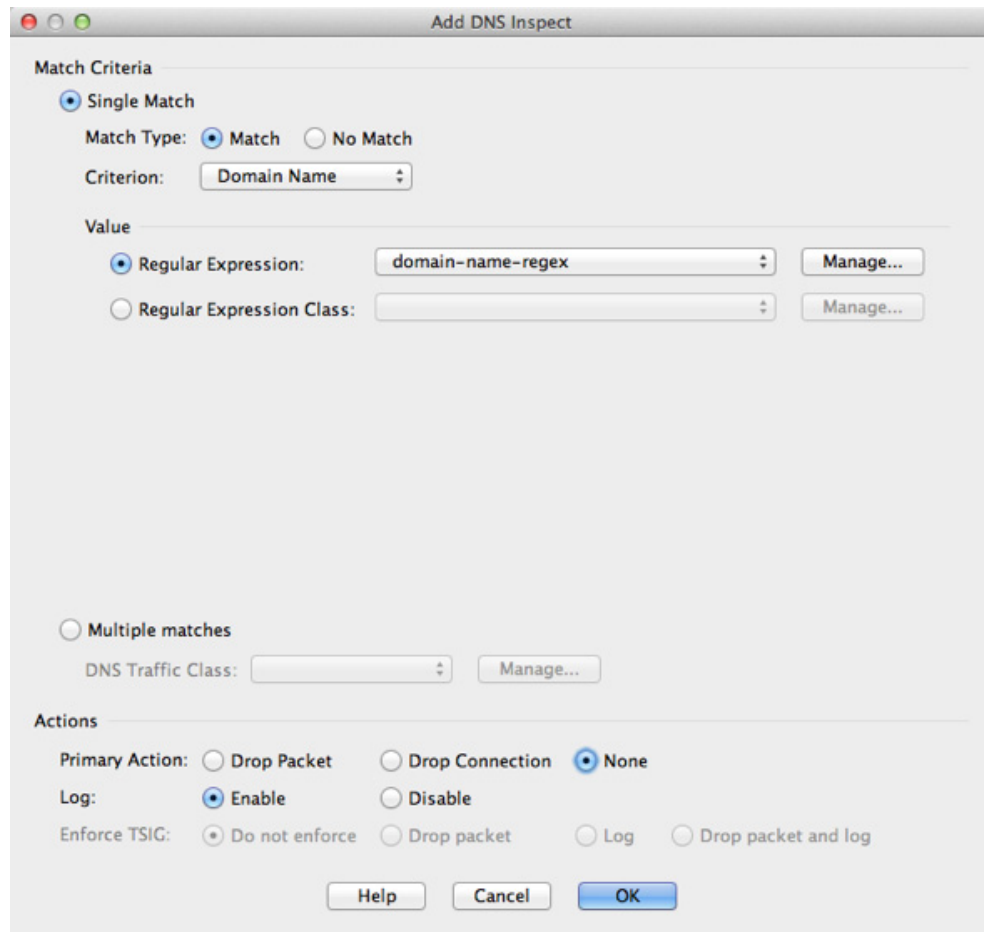 Add DNS Inspect
Match Criteria
Single Match
Match Type: Match No Match
Criterion: Domain Name
Value
Regular Expression: domain-name-regex Manage...
Regular Expression Class: Manage...
Multiple matches
DNS Traffic Class: Manage...
Actions
Primary Action: Drop Packet Drop Connection None
Log: Enable Disable
Enforce TSIG: Do not enforce Drop packet Log Drop packet and log
Help Cancel OK